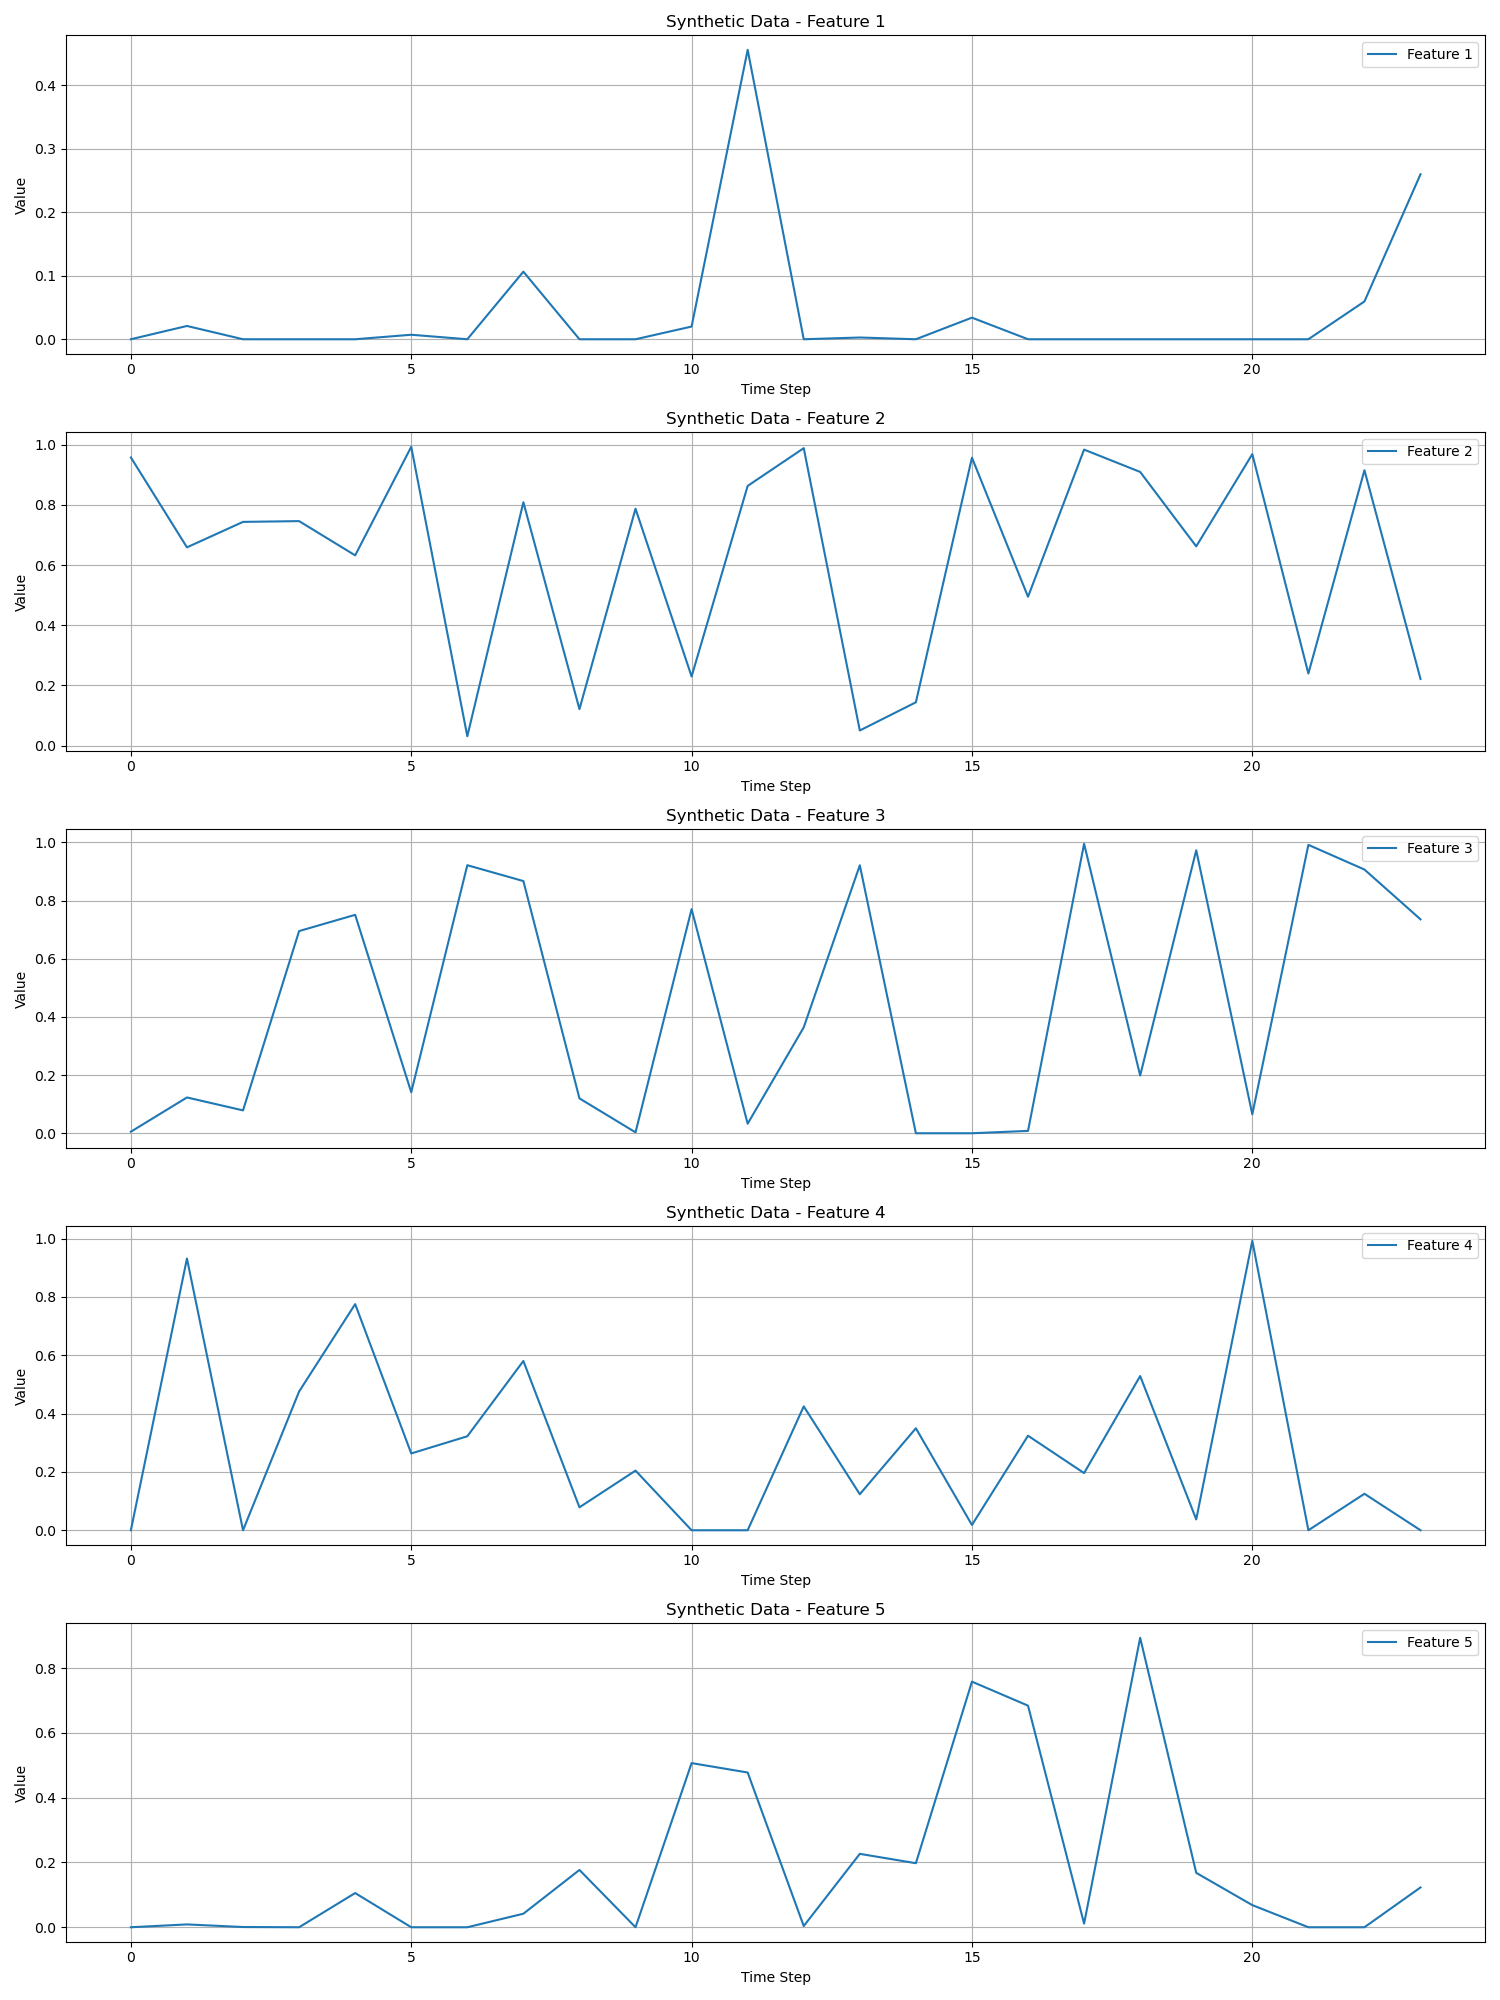 Synthetic Data - Feature 1
Feature 1
0.4
0.3
0.2
0.1
0.0
Value
0 5 10 15 20
Time Step
Synthetic Data - Feature 2
Feature 2
1.0
0.8
0.6
0.4
0.2
0.0
Value
0 5 10 15 20
Time Step
Synthetic Data - Feature 3
Feature 3
1.0
0.8
0.6
0.4
0.2
0.0
Value
0 5 10 15 20
Time Step
Synthetic Data - Feature 4
Feature 4
1.0
0.8
0.6
0.4
0.2
0.0
Value
0 5 10 15 20
Time Step
Synthetic Data - Feature 5
Feature 5
0.8
0.6
0.4
0.2
0.0
Value
0 5 10 15 20
Time Step